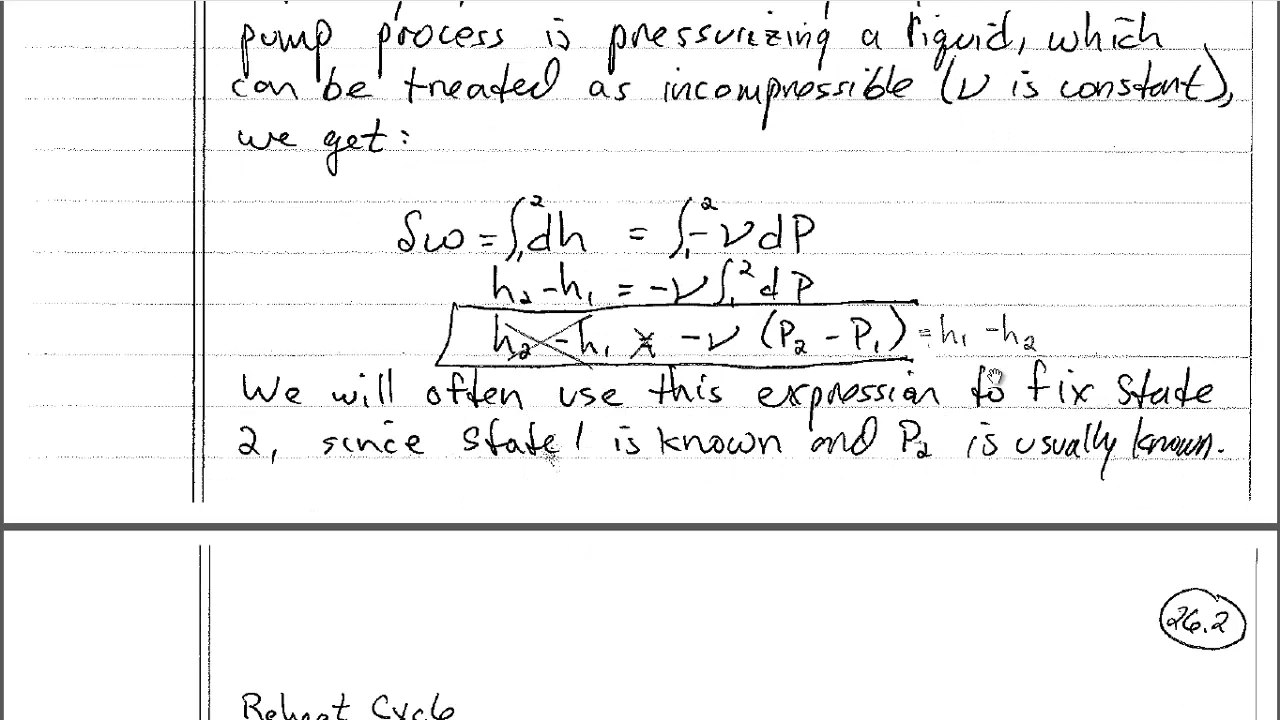 pump process is pressurizing a liquid, which
can be treated as incompressible (ν is constant),
we get:
δω = ∫₁² dh = ∫₁² -ν dP
h₂ - h₁ = -ν ∫₁² dP
h₂ - h₁ = -ν (P₂ - P₁) = h₁ - h₂
We will often use this expression to fix state
2, since state 1 is known and P₂ is usually known.
26.2
Reheat Cycle